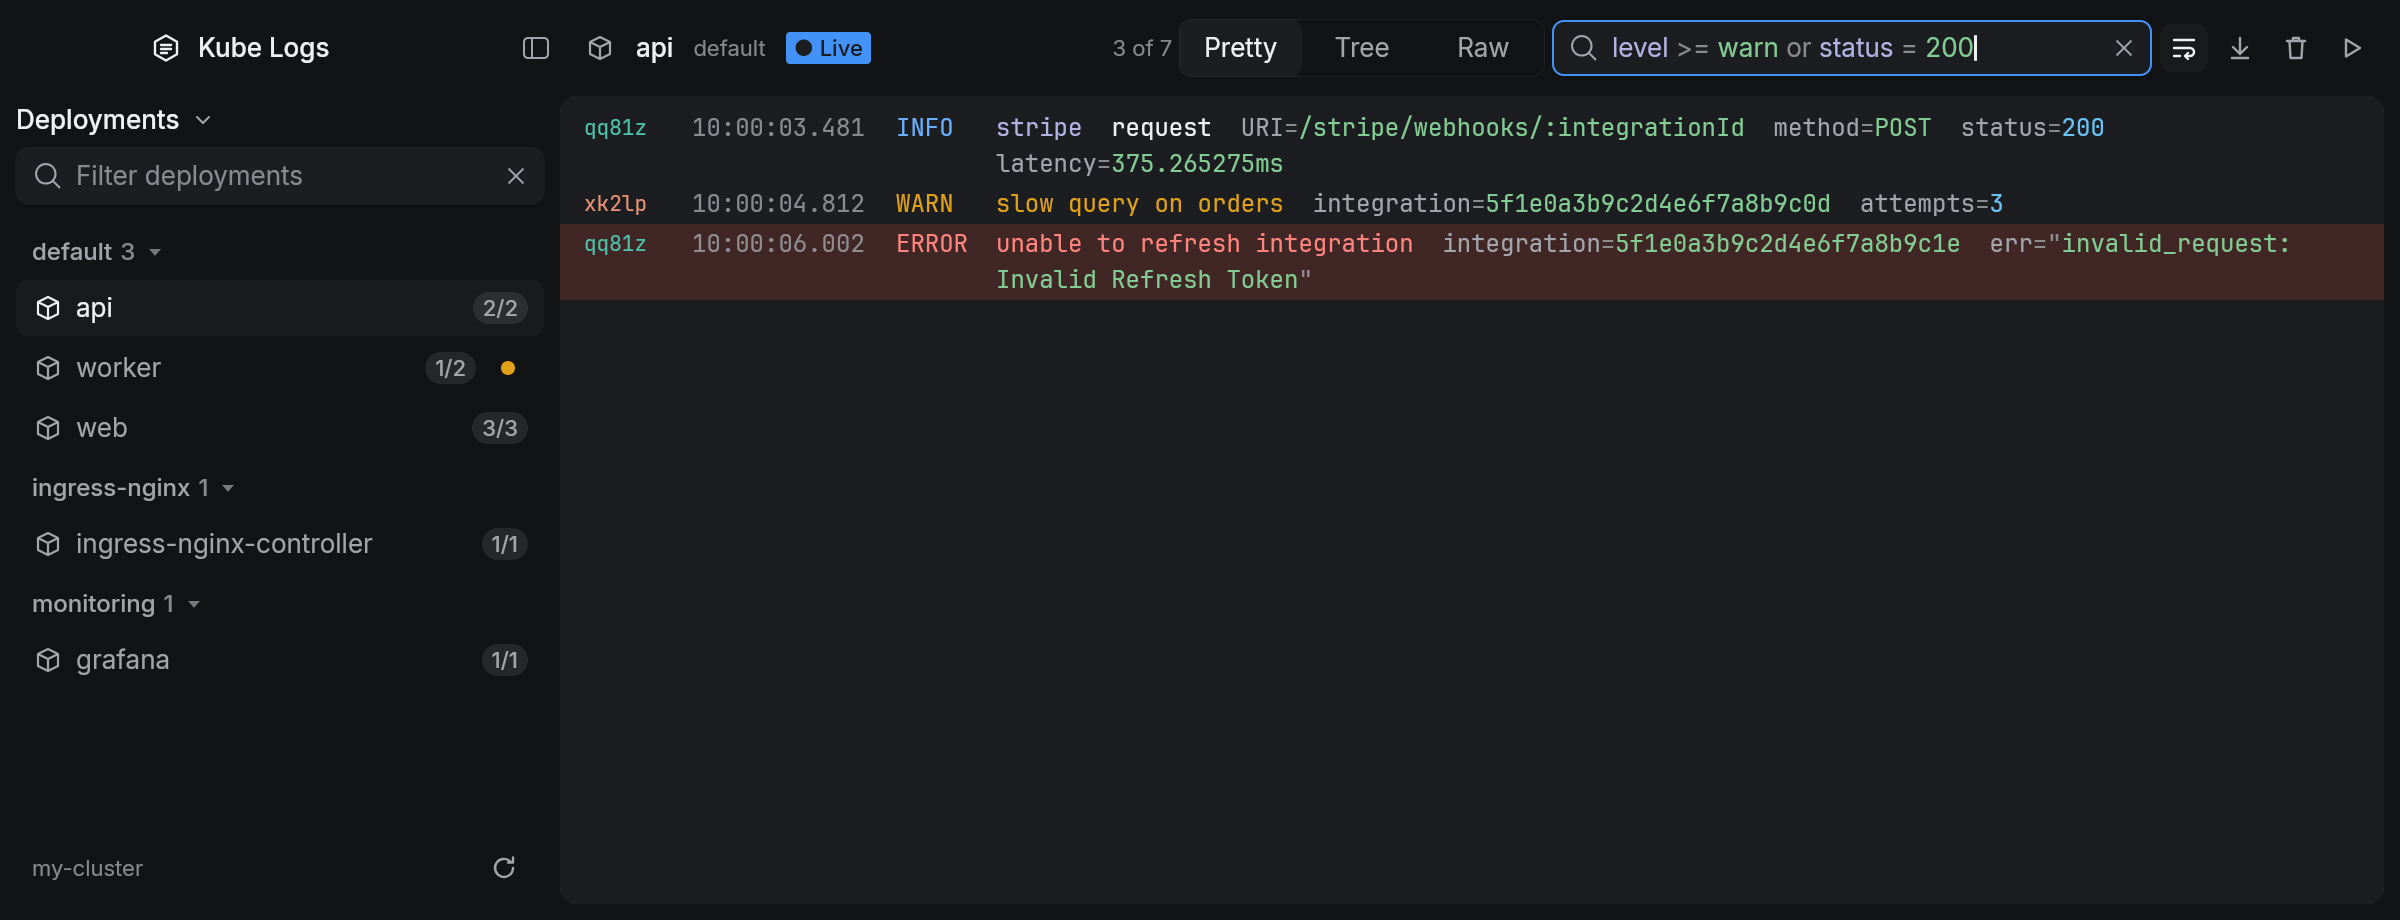 Kube Logs
api default Live
3 of 7 Pretty Tree Raw level >= warn or status = 200
Deployments
Filter deployments
default 3
api 2/2
worker 1/2
web 3/3
ingress-nginx 1
ingress-nginx-controller 1/1
monitoring 1
grafana 1/1
my-cluster
qq81z 10:00:03.481 INFO stripe request URI=/stripe/webhooks/:integrationId method=POST status=200
latency=375.265275ms
xk2lp 10:00:04.812 WARN slow query on orders integration=5f1e0a3b9c2d4e6f7a8b9c0d attempts=3
qq81z 10:00:06.002 ERROR unable to refresh integration integration=5f1e0a3b9c2d4e6f7a8b9c1e err="invalid_request:
Invalid Refresh Token"